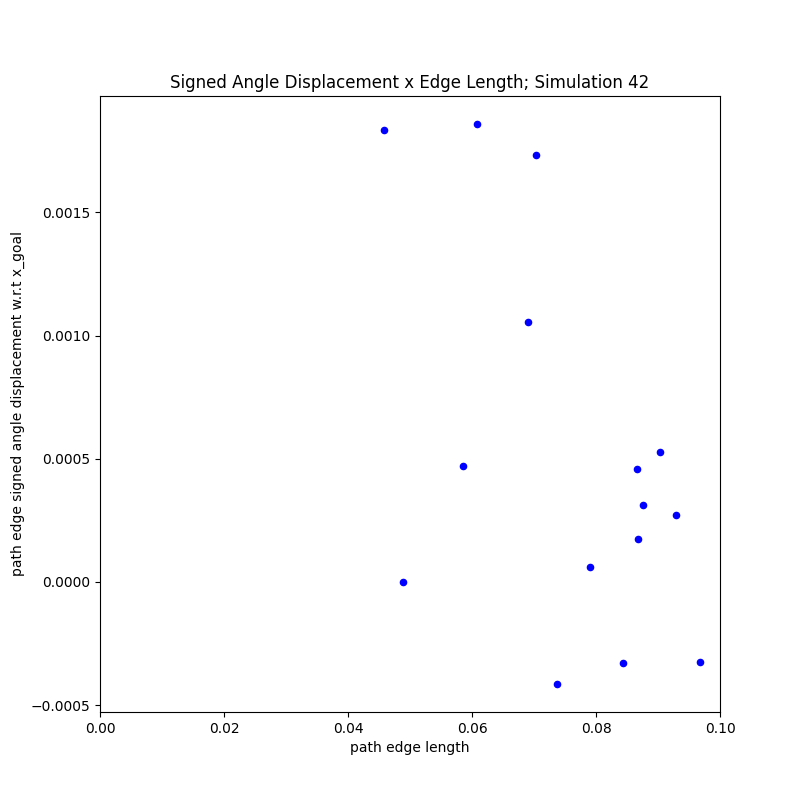 Signed Angle Displacement x Edge Length; Simulation 42
path edge signed angle displacement w.r.t x_goal
0.0015
0.0010
0.0005
0.0000
−0.0005
0.00 0.02 0.04 0.06 0.08 0.10
path edge length